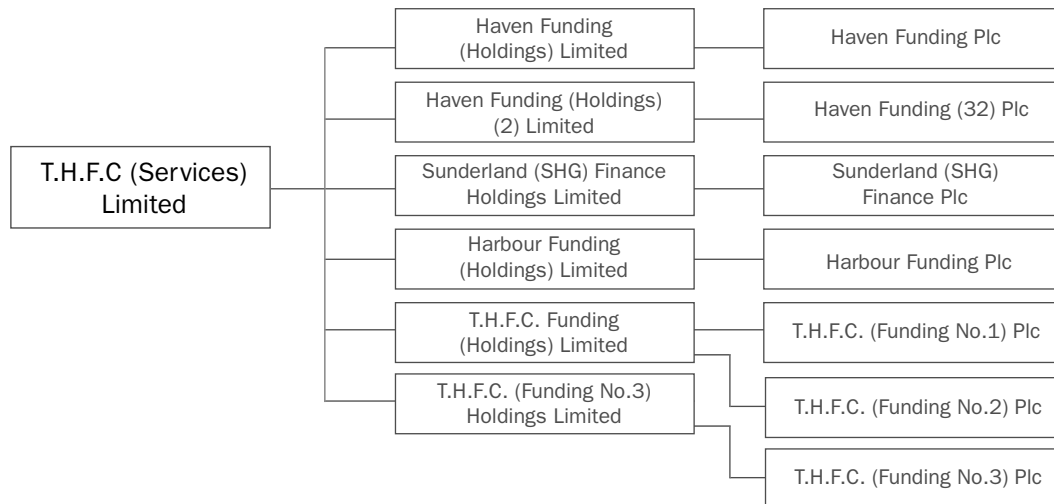 T.H.F.C (Services)
Limited
Haven Funding
(Holdings) Limited
Haven Funding Plc
Haven Funding (Holdings)
(2) Limited
Haven Funding (32) Plc
Sunderland (SHG) Finance
Holdings Limited
Sunderland (SHG)
Finance Plc
Harbour Funding
(Holdings) Limited
Harbour Funding Plc
T.H.F.C. Funding
(Holdings) Limited
T.H.F.C. (Funding No.1) Plc
T.H.F.C. (Funding No.2) Plc
T.H.F.C. (Funding No.3)
Holdings Limited
T.H.F.C. (Funding No.3) Plc